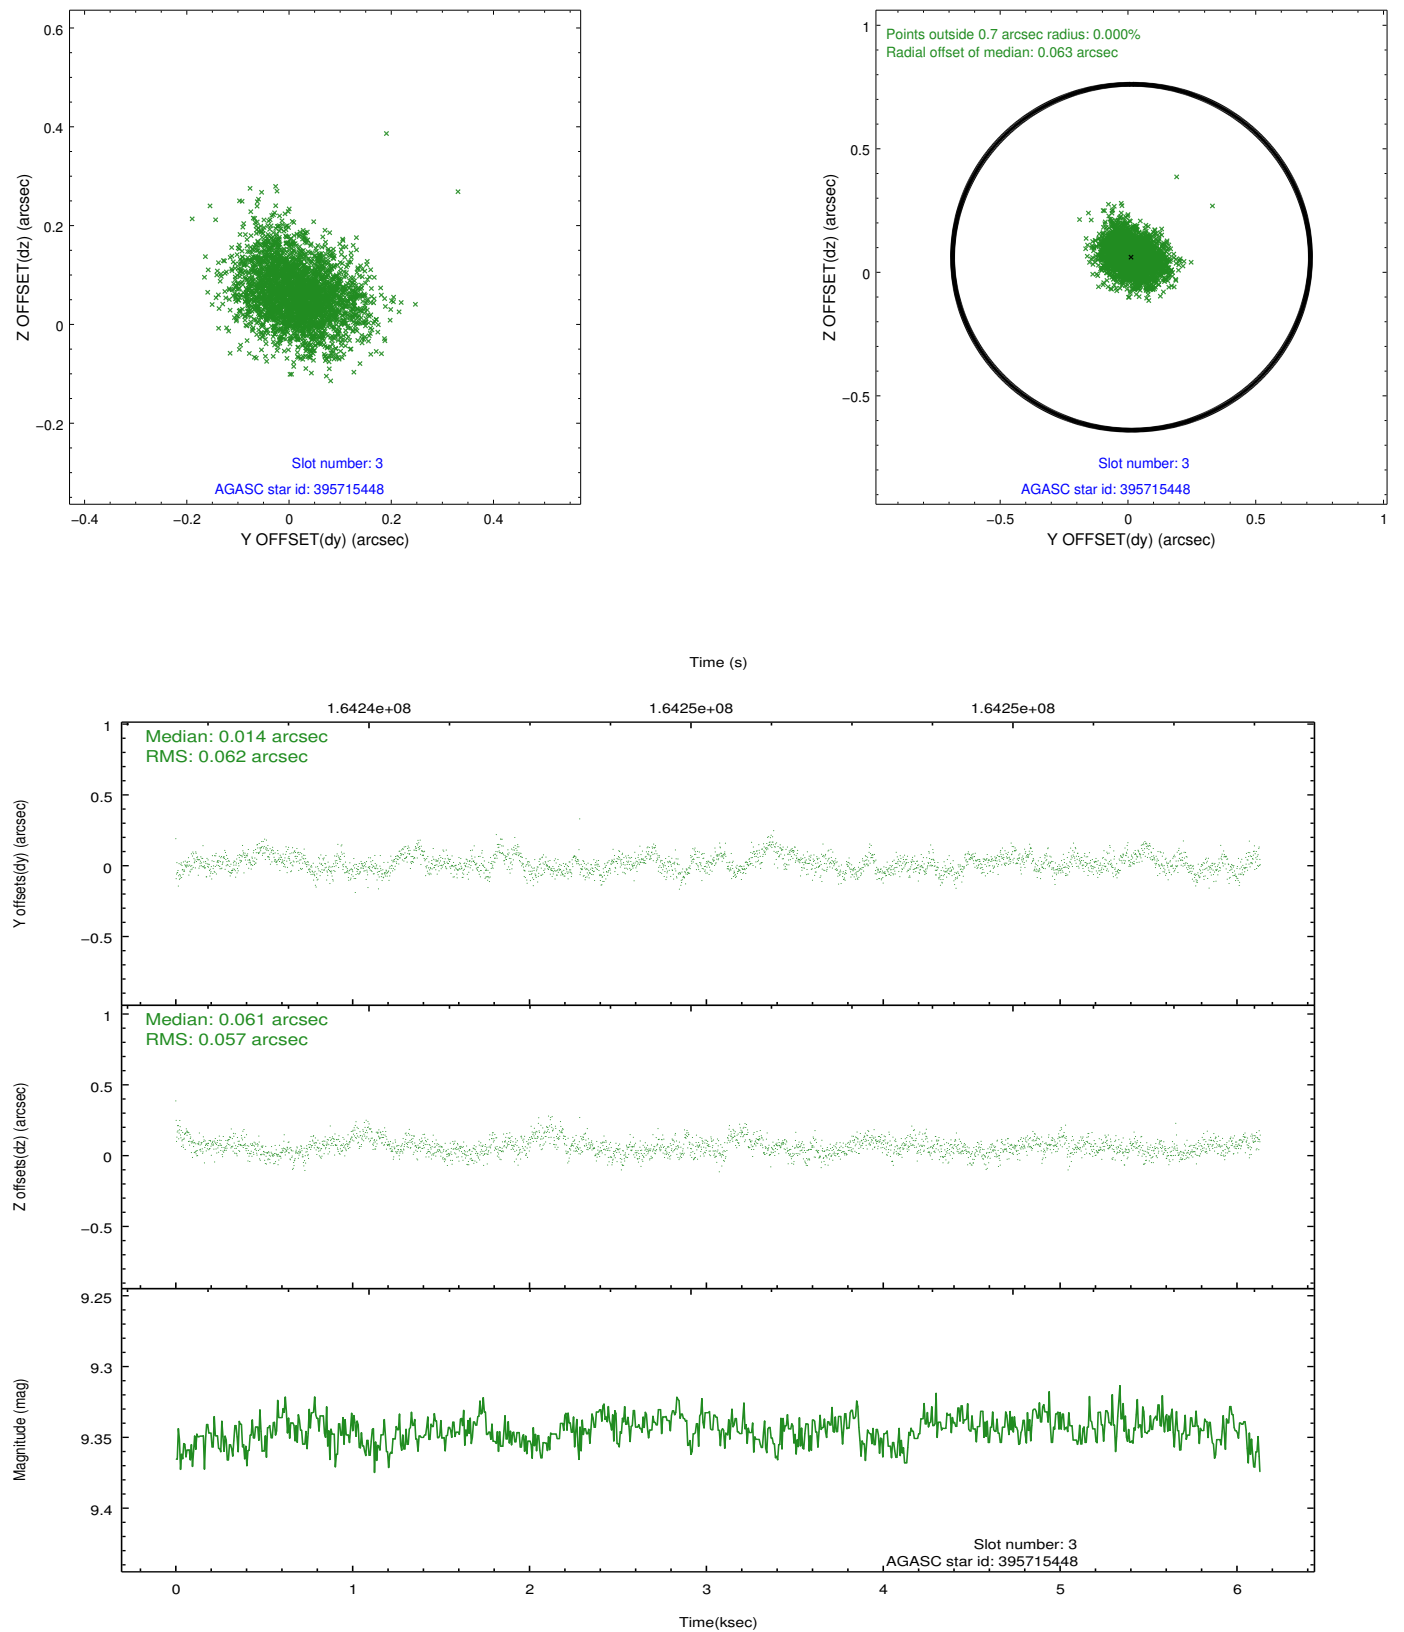 0.6
0.4
0.2
0
−0.2
−0.4
−0.2
0
0.2
0.4
Z OFFSET(dz) (arcsec)
Y OFFSET(dy) (arcsec)
Slot number: 3
AGASC star id: 395715448
Points outside 0.7 arcsec radius: 0.000%
Radial offset of median: 0.063 arcsec
1
0.5
0
−0.5
−0.5
0
0.5
1
Z OFFSET(dz) (arcsec)
Y OFFSET(dy) (arcsec)
Slot number: 3
AGASC star id: 395715448
Time (s)
1.6424e+08
1.6425e+08
1.6425e+08
Median: 0.014 arcsec
RMS: 0.062 arcsec
1
0.5
0
−0.5
Y offsets(dy) (arcsec)
Median: 0.061 arcsec
RMS: 0.057 arcsec
1
0.5
0
−0.5
Z offsets(dz) (arcsec)
9.25
9.3
9.35
9.4
Magnitude (mag)
Slot number: 3
AGASC star id: 395715448
0
1
2
3
4
5
6
Time(ksec)